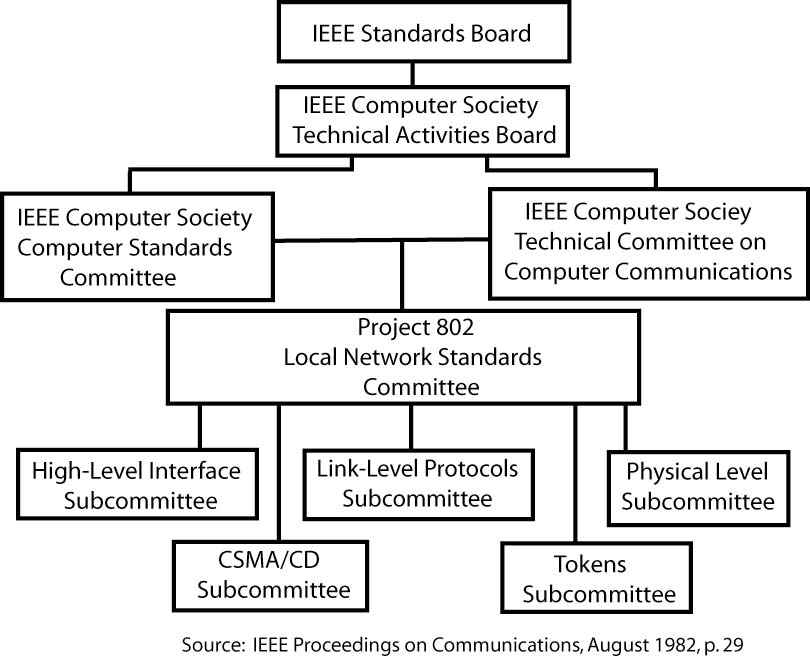 IEEE Standards Board
IEEE Computer Society
Technical Activities Board
IEEE Computer Society
Computer Standards
Committee
IEEE Computer Sociey
Technical Committee on
Computer Communications
Project 802
Local Network Standards
Committee
High-Level Interface
Subcommittee
Link-Level Protocols
Subcommittee
Physical Level
Subcommittee
CSMA/CD
Subcommittee
Tokens
Subcommittee
Source: IEEE Proceedings on Communications, August 1982, p. 29